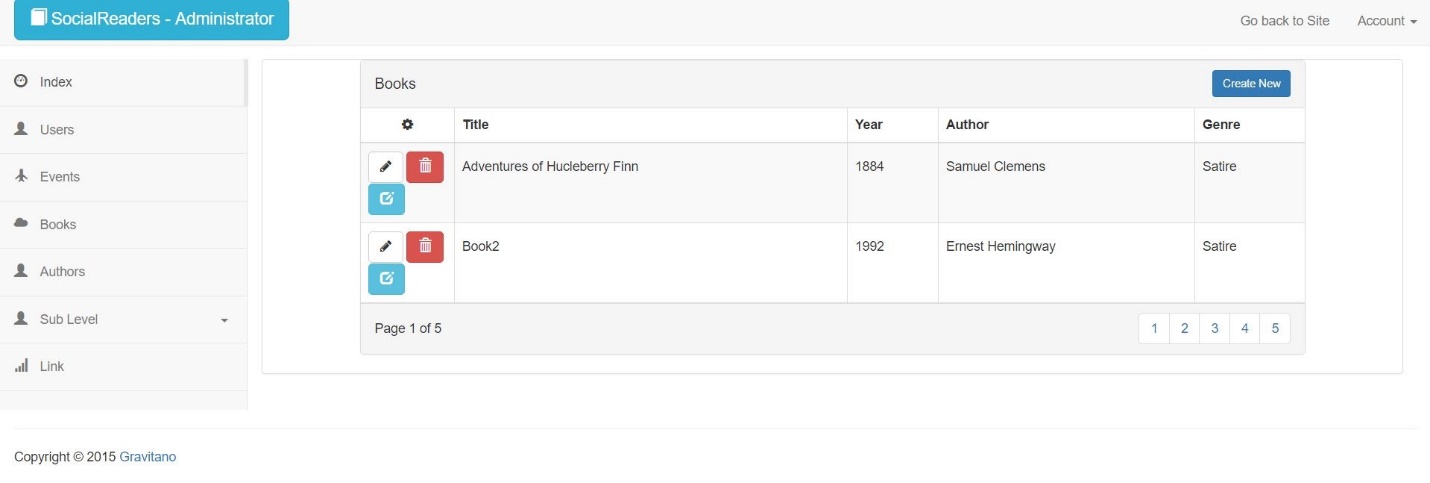 SocialReaders - Administrator
Go back to Site Account
Index
Users
Events
Books
Authors
Sub Level
Link
Books Create New
Title Year Author Genre
Adventures of Hucleberry Finn 1884 Samuel Clemens Satire
Book2 1992 Ernest Hemingway Satire
Page 1 of 5 1 2 3 4 5
Copyright © 2015 Gravitano